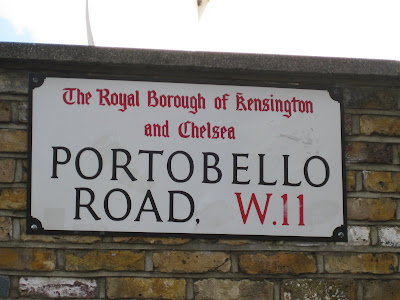 The Royal Borough of Kensington
and Chelsea
PORTOBELLO
ROAD, W.11